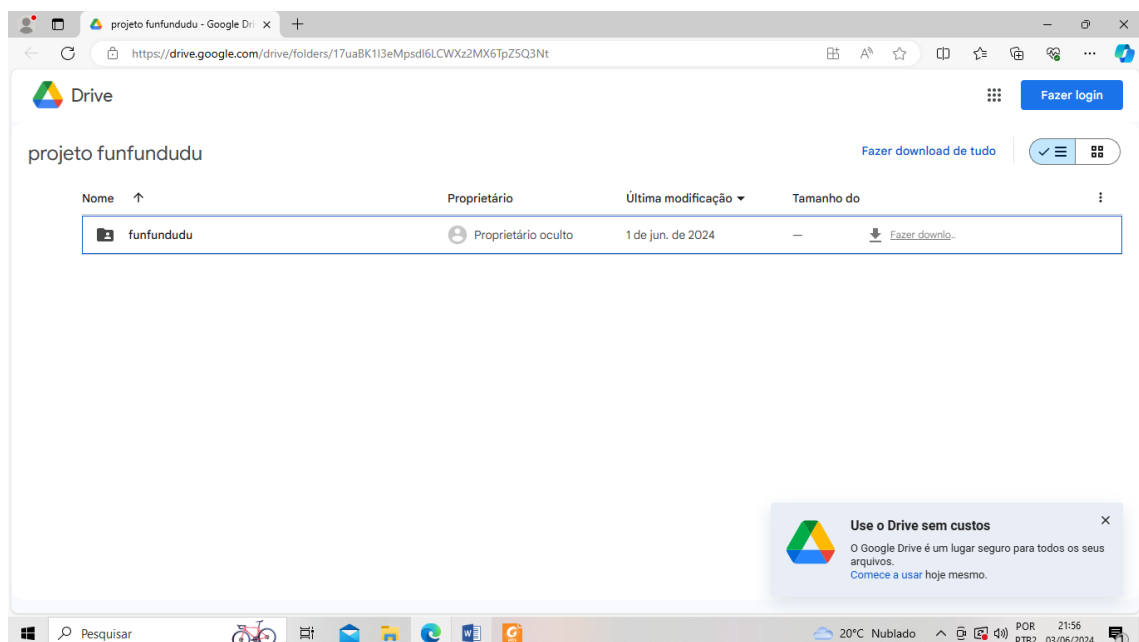 projeto funfundudu - Google Dri
https://drive.google.com/drive/folders/17uaBK1I3eMpsdI6LCWXz2MX6TpZ5Q3Nt
Drive
Fazer login
projeto funfundudu
Fazer download de tudo
Nome Proprietário Última modificação Tamanho do
funfundudu Proprietário oculto 1 de jun. de 2024 — Fazer downlo...
Use o Drive sem custos
O Google Drive é um lugar seguro para todos os seus
arquivos.
Comece a usar hoje mesmo.
Pesquisar 20°C Nublado POR 21:56
PTB2 03/06/2024